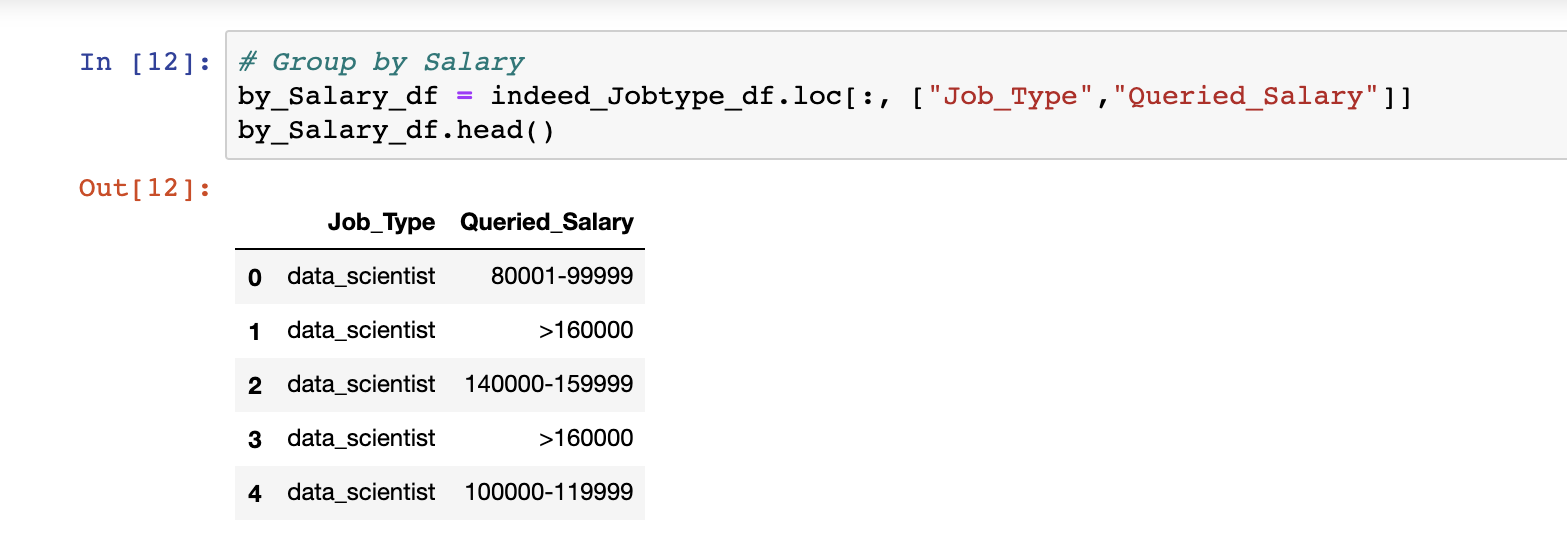 In [12]: # Group by Salary
by_Salary_df = indeed_Jobtype_df.loc[:, ["Job_Type","Queried_Salary"]]
by_Salary_df.head()
Out[12]:
Job_Type Queried_Salary
0 data_scientist 80001-99999
1 data_scientist >160000
2 data_scientist 140000-159999
3 data_scientist >160000
4 data_scientist 100000-119999